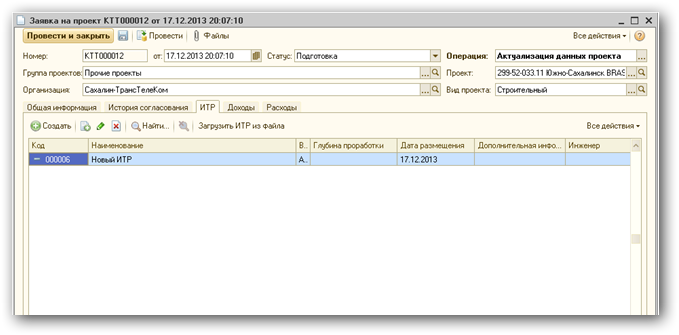 Заявка на проект КТТ000012 от 17.12.2013 20:07:10
Провести и закрыть Провести Файлы Все действия
Номер: КТТ000012 от: 17.12.2013 20:07:10 Статус: Подготовка Операция: Актуализация данных проекта
Группа проектов: Прочие проекты Проект: 299-52-033.11 Южно-Сахалинск BRAS
Организация: Сахалин-ТрансТелеКом Вид проекта: Строительный
Общая информация История согласования ИТР Доходы Расходы
Создать Найти... Загрузить ИТР из файла Все действия
Код Наименование В.. Глубина проработки Дата размещения Дополнительная инфо... Инженер
000006 Новый ИТР А.. 17.12.2013